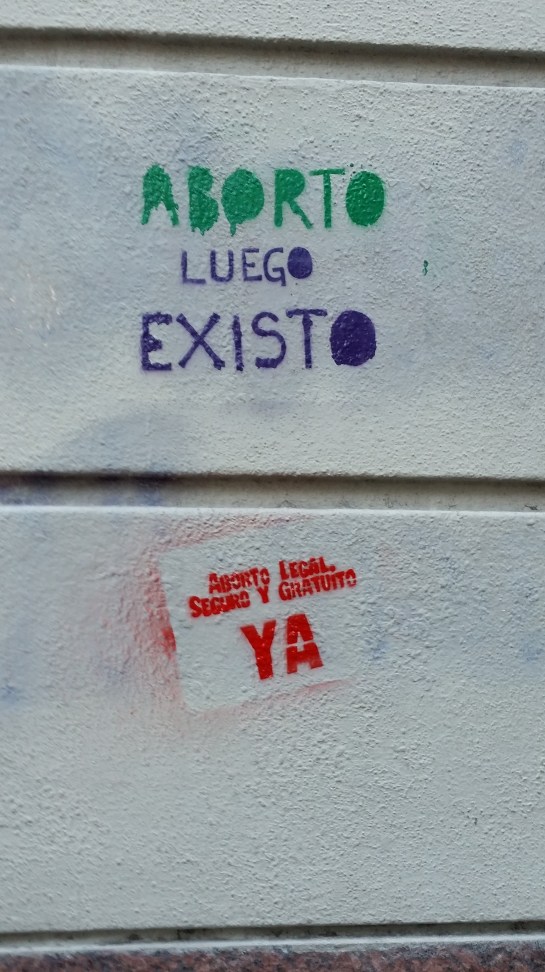 ABORTO
LUEGO
EXISTO
ABORTO LEGAL,
SEGURO Y GRATUITO
YA